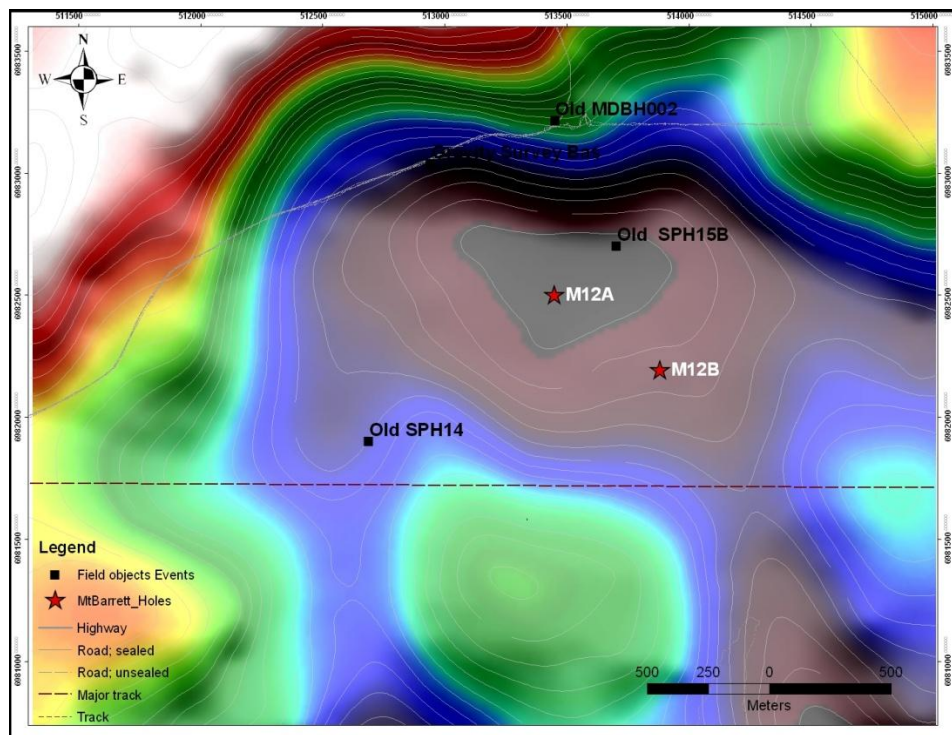 511500 512000 512500 513000 513500 514000 514500 515000
6983500
6983500
N
W E
S
Old MDBH002
6983000
6983000
Old SPH15B
6982500
M12A
6982500
M12B
6982000
Old SPH14
6982000
6981500
6981500
Legend
Field objects Events
MtBarrett_Holes
Highway
Road; sealed
Road; unsealed
Major track
Track
6981000
6981000
500 250 0 500
Meters